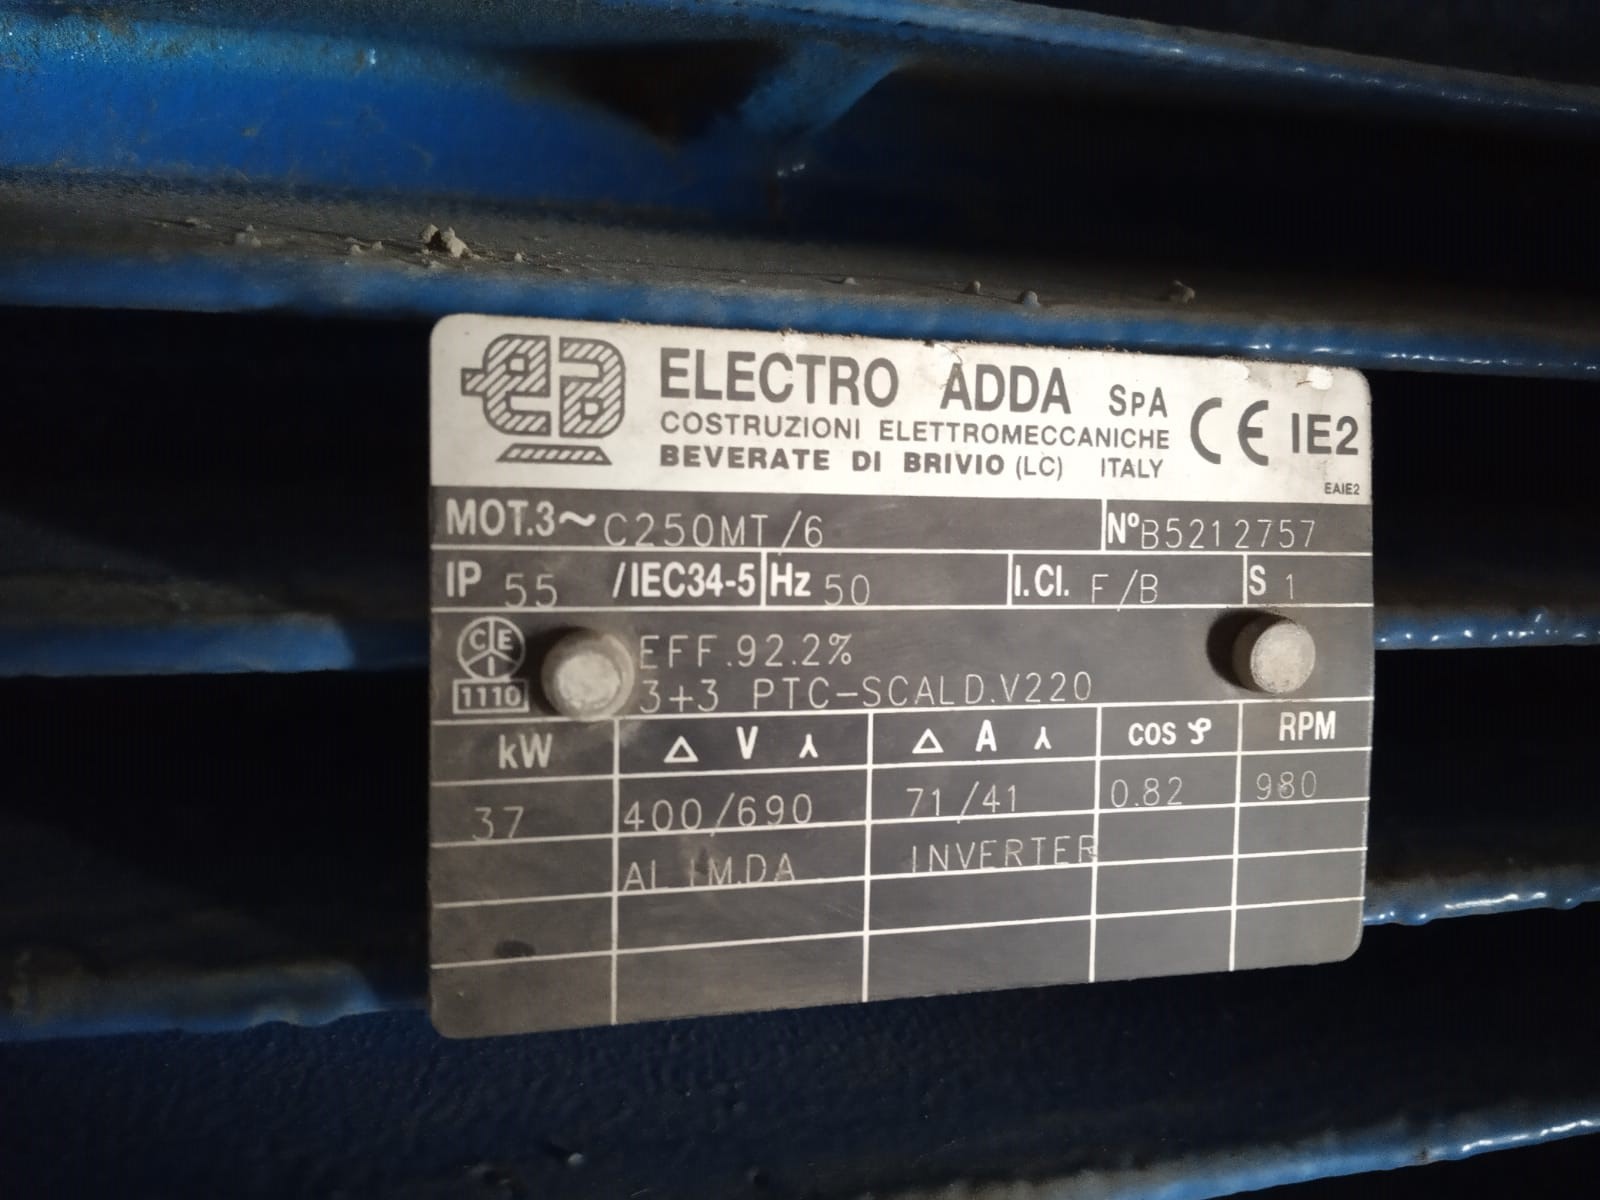 ELECTRO ADDA SPA
COSTRUZIONI ELETTROMECCANICHE
BEVERATE DI BRIVIO (LC) ITALY
CE IE2
EAIE2
MOT.3~ C250MT/6 N° B5212757
IP 55 /IEC34-5 Hz 50 I.Cl. F/B S 1
CEI
1110
EFF.92.2%
3+3 PTC-SCALD.V220
kW △ V Y △ A Y cos φ RPM
37 400/690 71/41 0.82 980
ALIM.DA INVERTER